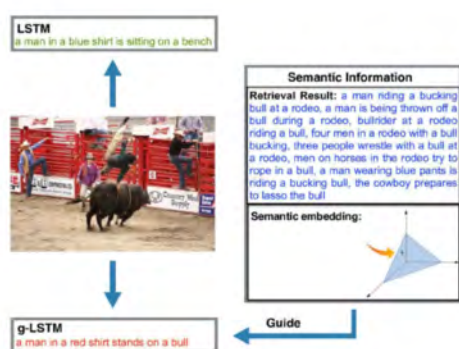 LSTM
a man in a blue shirt is sitting on a bench
Semantic Information
Retrieval Result: a man riding a bucking
bull at a rodeo, a man is being thrown off a
bull during a rodeo, bullrider at a rodeo
riding a bull, four men in a rodeo with a bull
bucking, three people wrestle with a bull at
a rodeo, men on horses in the rodeo try to
rope in a bull, a man wearing blue pants is
riding a bucking bull, the cowboy prepares
to lasso the bull
Semantic embedding:
Guide
g-LSTM
a man in a red shirt stands on a bull